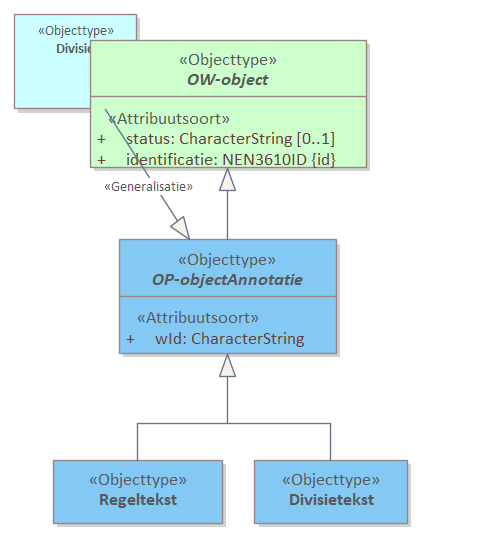 «Objecttype»
«Objecttype»
OW-object
«Attribuutsoort»
+ status: CharacterString [0..1]
+ identificatie: NEN3610ID {id}
«Generalisatie»
«Objecttype»
OP-objectAnnotatie
«Attribuutsoort»
+ wId: CharacterString
«Objecttype»
Regeltekst
«Objecttype»
Divisietekst